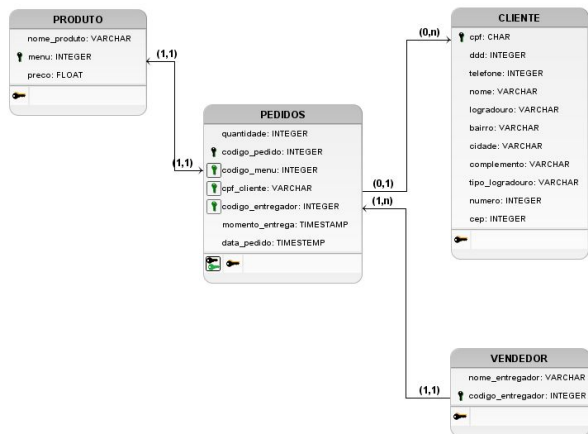 PRODUTO
nome_produto: VARCHAR
menu: INTEGER
preco: FLOAT
(1,1)
(1,1)
PEDIDOS
quantidade: INTEGER
codigo_pedido: INTEGER
codigo_menu: INTEGER
cpf_cliente: VARCHAR
codigo_entregador: INTEGER
momento_entrega: TIMESTAMP
data_pedido: TIMESTEMP
(0,n)
(0,1)
(1,n)
CLIENTE
cpf: CHAR
ddd: INTEGER
telefone: INTEGER
nome: VARCHAR
logradouro: VARCHAR
bairro: VARCHAR
cidade: VARCHAR
complemento: VARCHAR
tipo_logradouro: VARCHAR
numero: INTEGER
cep: INTEGER
(1,1)
VENDEDOR
nome_entregador: VARCHAR
codigo_entregador: INTEGER